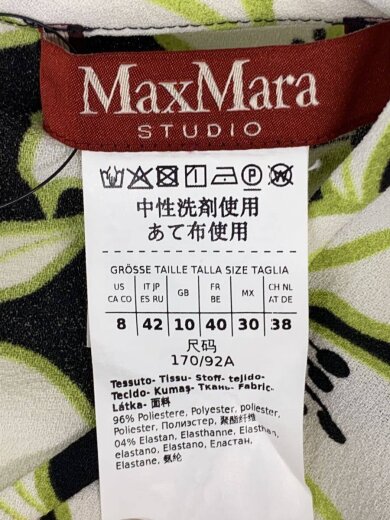 MaxMara
STUDIO
中性洗剤使用
あて布使用
GRÖSSE TAILLE TALLA SIZE TAGLIA
US CA CO IT JP ES RU GB FR BE MX CH NL AT DE
8 42 10 40 30 38
尺码
170/92A
Tessuto- Tissu- Stoff- tejido-
Tecido- Kumaş- Ткань- Fabric-
Látka- 面料
96% Poliestere, Polyester, poliester,
Poliester, Полиэстер, 聚酯纤维
04% Elastan, Elasthanne, Elasthan,
elastano, Elastano, Еластан,
Elastane, 氨纶